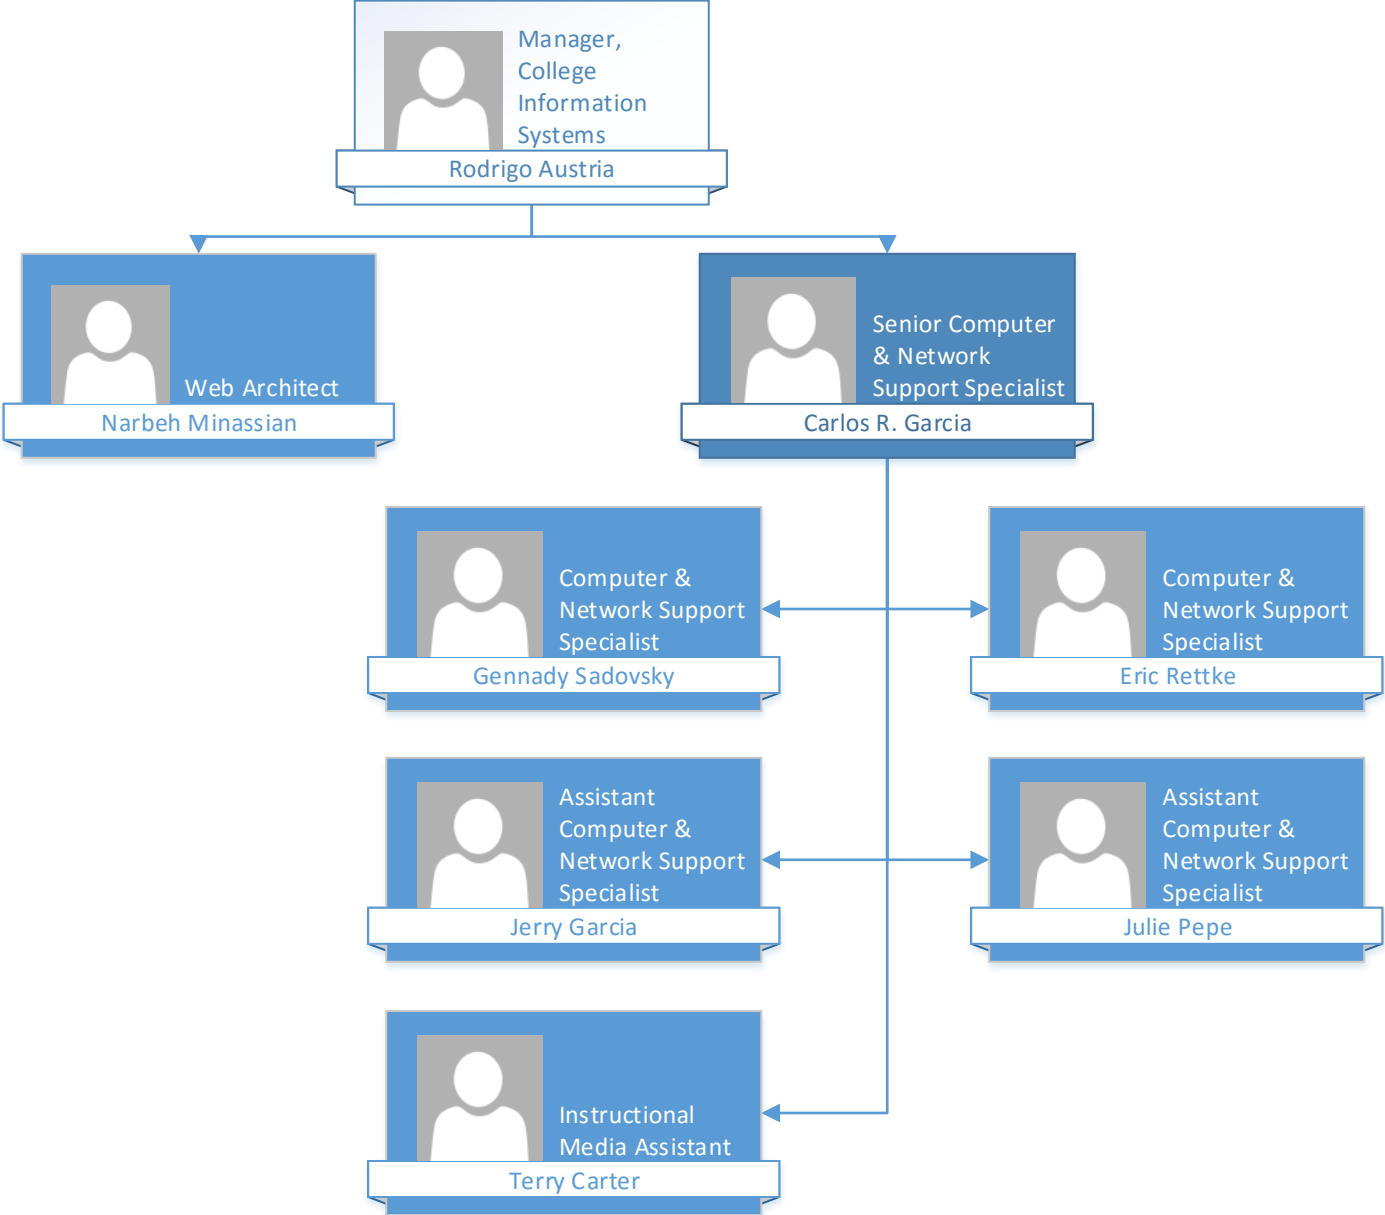 Manager,
College
Information
Systems
Rodrigo Austria
Web Architect
Narbeh Minassian
Senior Computer
& Network
Support Specialist
Carlos R. Garcia
Computer &
Network Support
Specialist
Gennady Sadovsky
Computer &
Network Support
Specialist
Eric Rettke
Assistant
Computer &
Network Support
Specialist
Jerry Garcia
Assistant
Computer &
Network Support
Specialist
Julie Pepe
Instructional
Media Assistant
Terry Carter